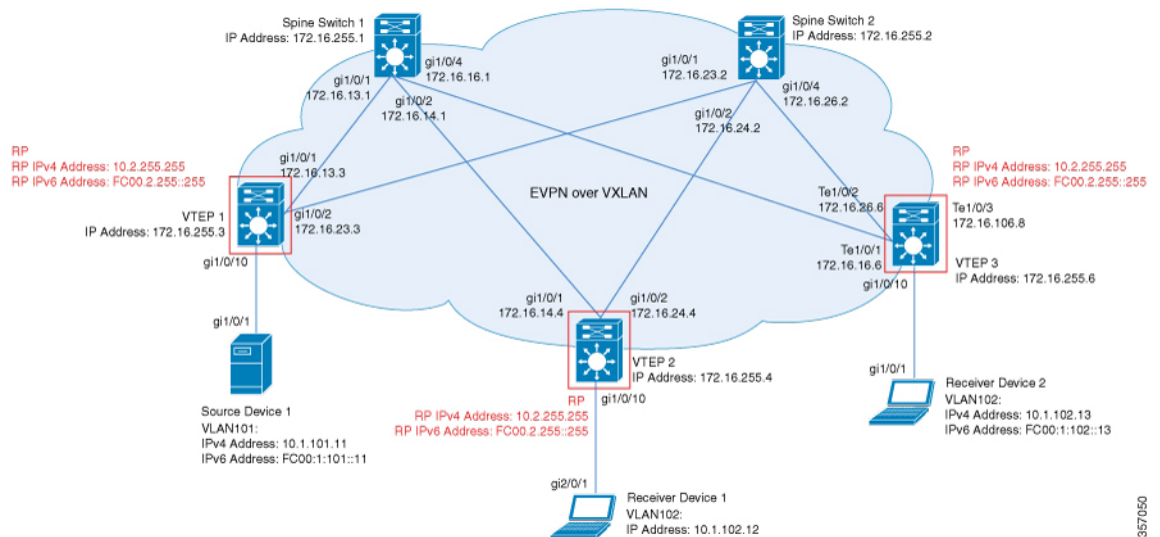 Spine Switch 1
IP Address: 172.16.255.1
Spine Switch 2
IP Address: 172.16.255.2
gi1/0/4
172.16.16.1
gi1/0/1
172.16.13.1
gi1/0/2
172.16.14.1
gi1/0/1
172.16.23.2
gi1/0/4
172.16.26.2
gi1/0/2
172.16.24.2
RP
RP IPv4 Address: 10.2.255.255
RP IPv6 Address: FC00.2.255::255
gi1/0/1
172.16.13.3
VTEP 1
IP Address: 172.16.255.3
gi1/0/2
172.16.23.3
gi1/0/10
EVPN over VXLAN
RP
RP IPv4 Address: 10.2.255.255
RP IPv6 Address: FC00.2.255::255
Te1/0/2
172.16.26.6
Te1/0/3
172.16.106.8
Te1/0/1
172.16.16.6
VTEP 3
IP Address: 172.16.255.6
gi1/0/10
gi1/0/1
172.16.14.4
gi1/0/2
172.16.24.4
VTEP 2
IP Address: 172.16.255.4
gi1/0/10
RP
RP IPv4 Address: 10.2.255.255
RP IPv6 Address: FC00.2.255::255
gi1/0/1
Source Device 1
VLAN101:
IPv4 Address: 10.1.101.11
IPv6 Address: FC00:1:101::11
gi1/0/1
Receiver Device 2
VLAN102:
IPv4 Address: 10.1.102.13
IPv6 Address: FC00:1:102::13
gi2/0/1
Receiver Device 1
VLAN102:
IP Address: 10.1.102.12
357050